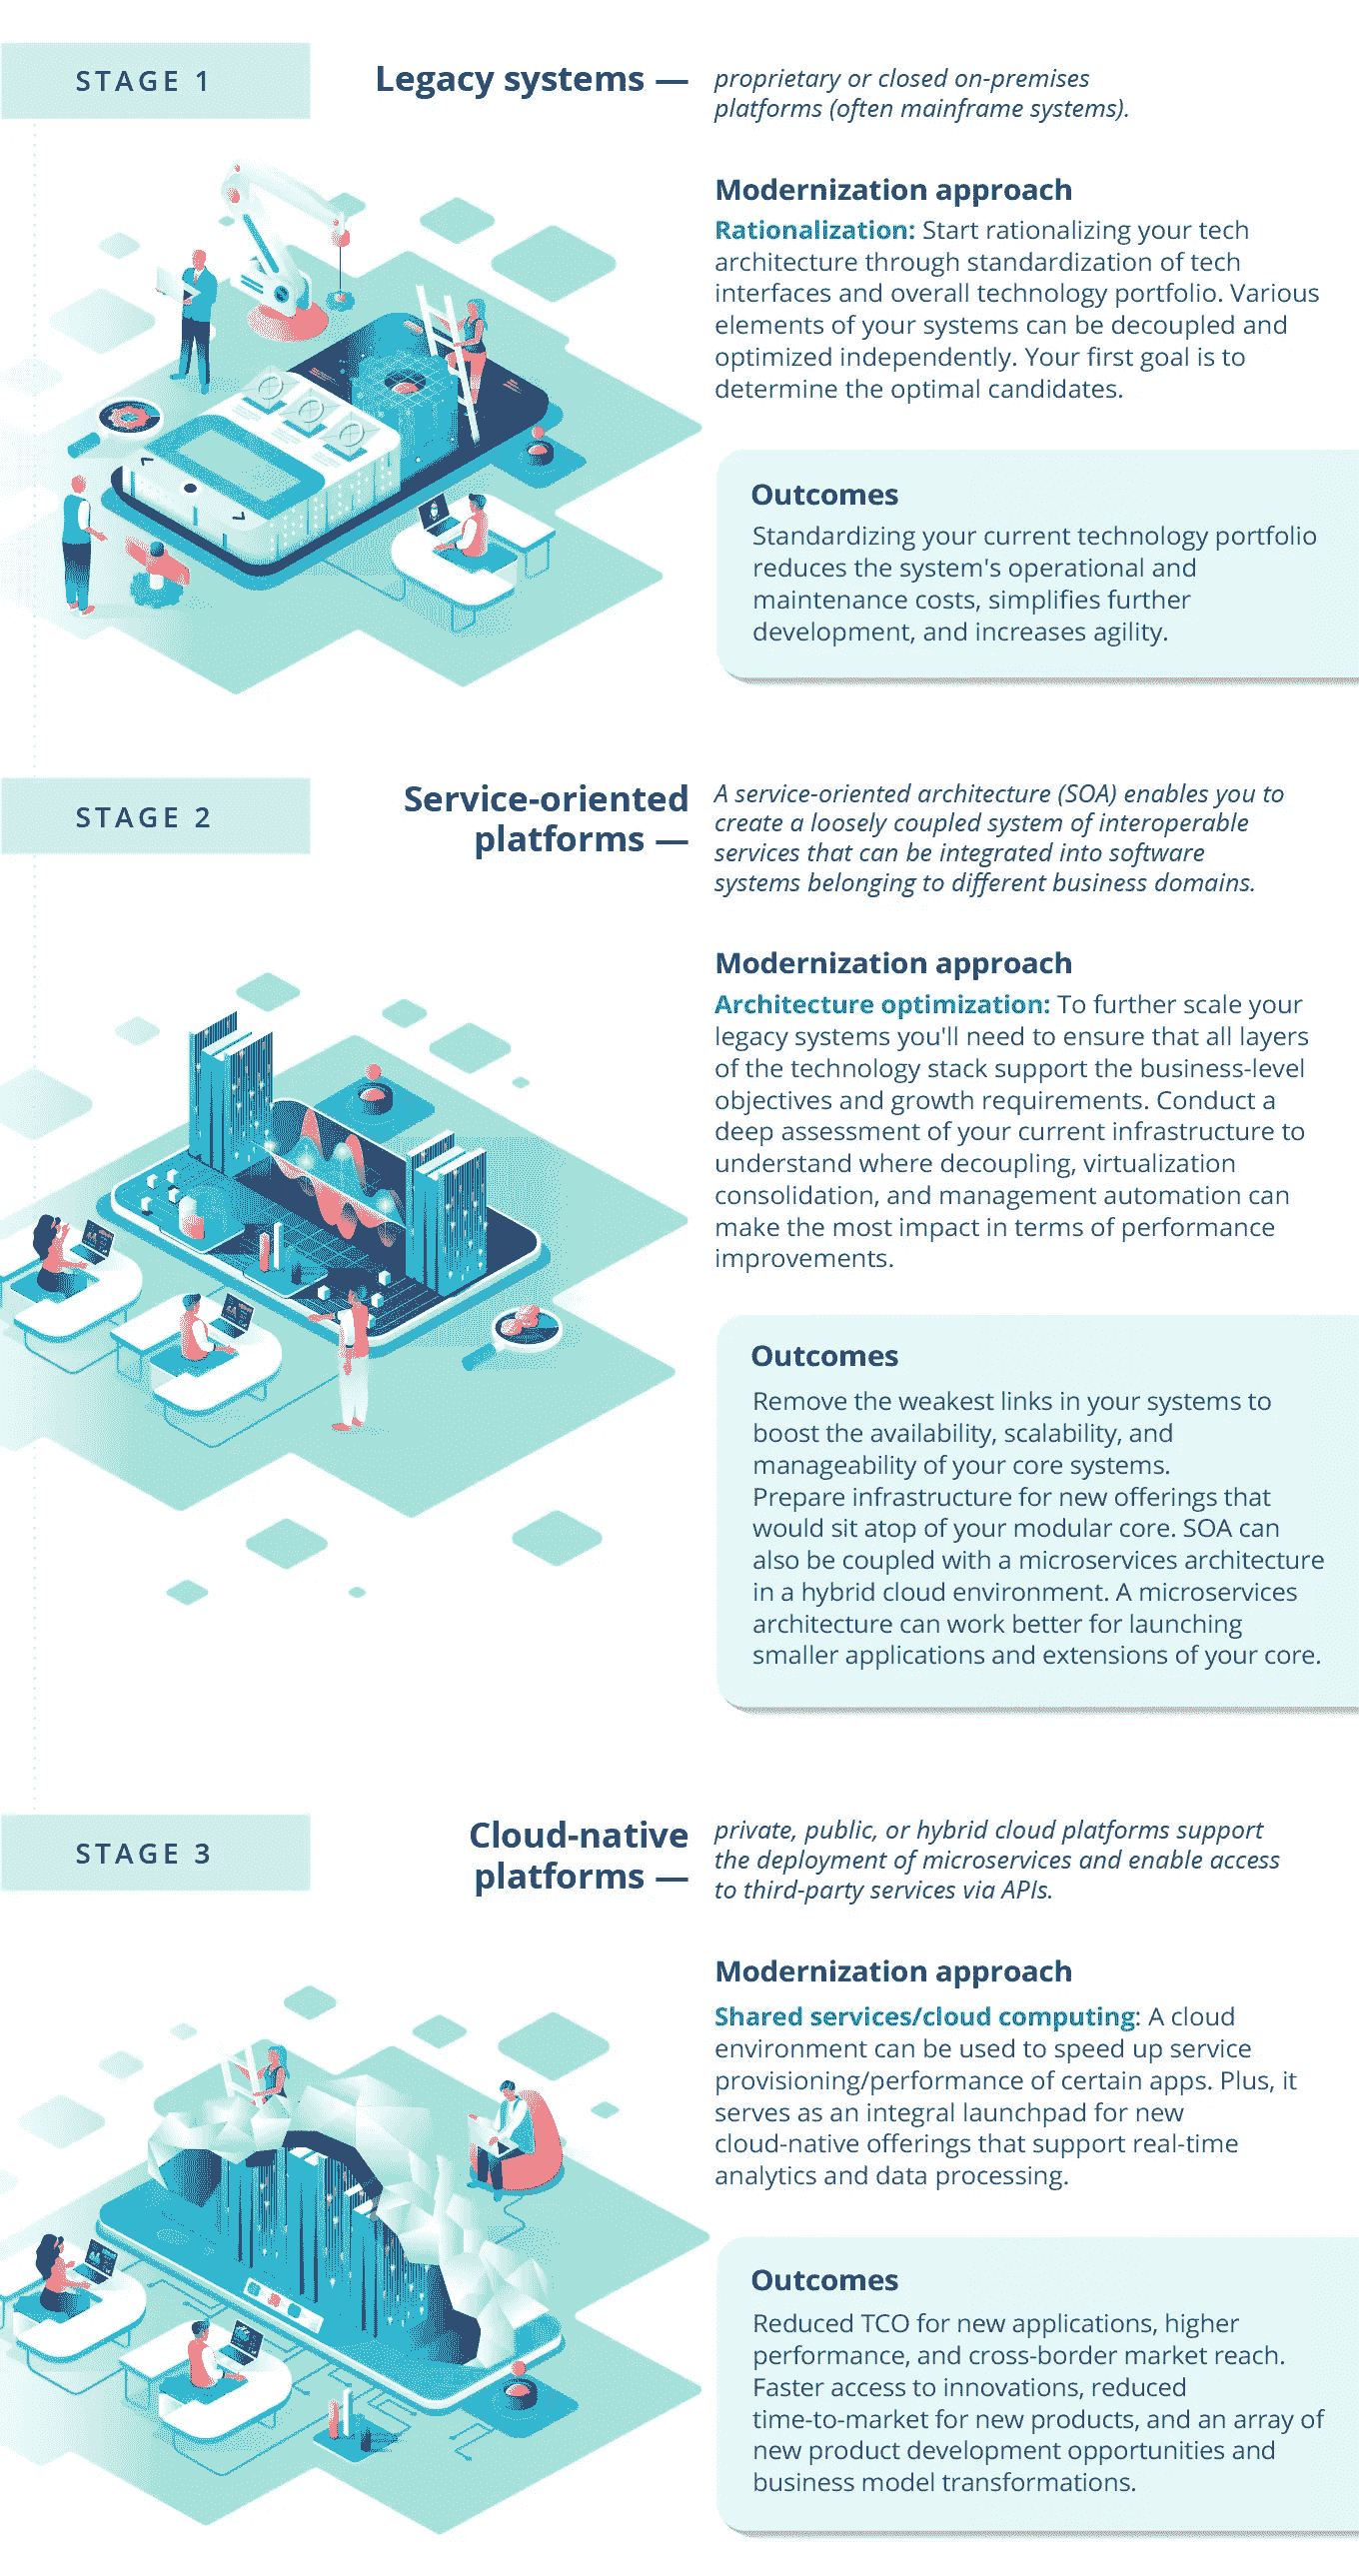 STAGE 1
Legacy systems —
proprietary or closed on-premises
platforms (often mainframe systems).
Modernization approach
Rationalization: Start rationalizing your tech
architecture through standardization of tech
interfaces and overall technology portfolio. Various
elements of your systems can be decoupled and
optimized independently. Your first goal is to
determine the optimal candidates.
Outcomes
Standardizing your current technology portfolio
reduces the system's operational and
maintenance costs, simplifies further
development, and increases agility.
STAGE 2
Service-oriented
platforms —
A service-oriented architecture (SOA) enables you to
create a loosely coupled system of interoperable
services that can be integrated into software
systems belonging to different business domains.
Modernization approach
Architecture optimization: To further scale your
legacy systems you'll need to ensure that all layers
of the technology stack support the business-level
objectives and growth requirements. Conduct a
deep assessment of your current infrastructure to
understand where decoupling, virtualization
consolidation, and management automation can
make the most impact in terms of performance
improvements.
Outcomes
Remove the weakest links in your systems to
boost the availability, scalability, and
manageability of your core systems.
Prepare infrastructure for new offerings that
would sit atop of your modular core. SOA can
also be coupled with a microservices architecture
in a hybrid cloud environment. A microservices
architecture can work better for launching
smaller applications and extensions of your core.
STAGE 3
Cloud-native
platforms —
private, public, or hybrid cloud platforms support
the deployment of microservices and enable access
to third-party services via APIs.
Modernization approach
Shared services/cloud computing: A cloud
environment can be used to speed up service
provisioning/performance of certain apps. Plus, it
serves as an integral launchpad for new
cloud-native offerings that support real-time
analytics and data processing.
Outcomes
Reduced TCO for new applications, higher
performance, and cross-border market reach.
Faster access to innovations, reduced
time-to-market for new products, and an array of
new product development opportunities and
business model transformations.